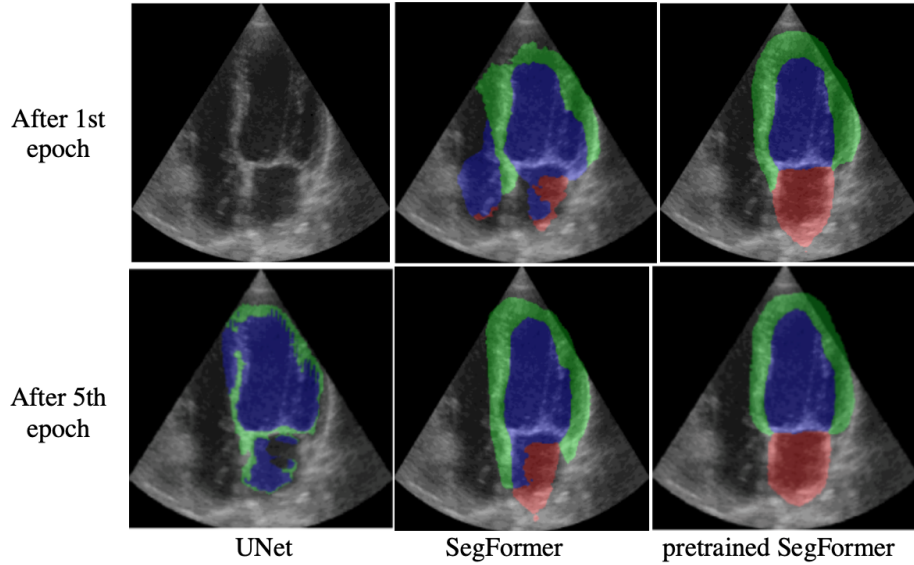 After 1st
epoch
After 5th
epoch
UNet
SegFormer
pretrained SegFormer